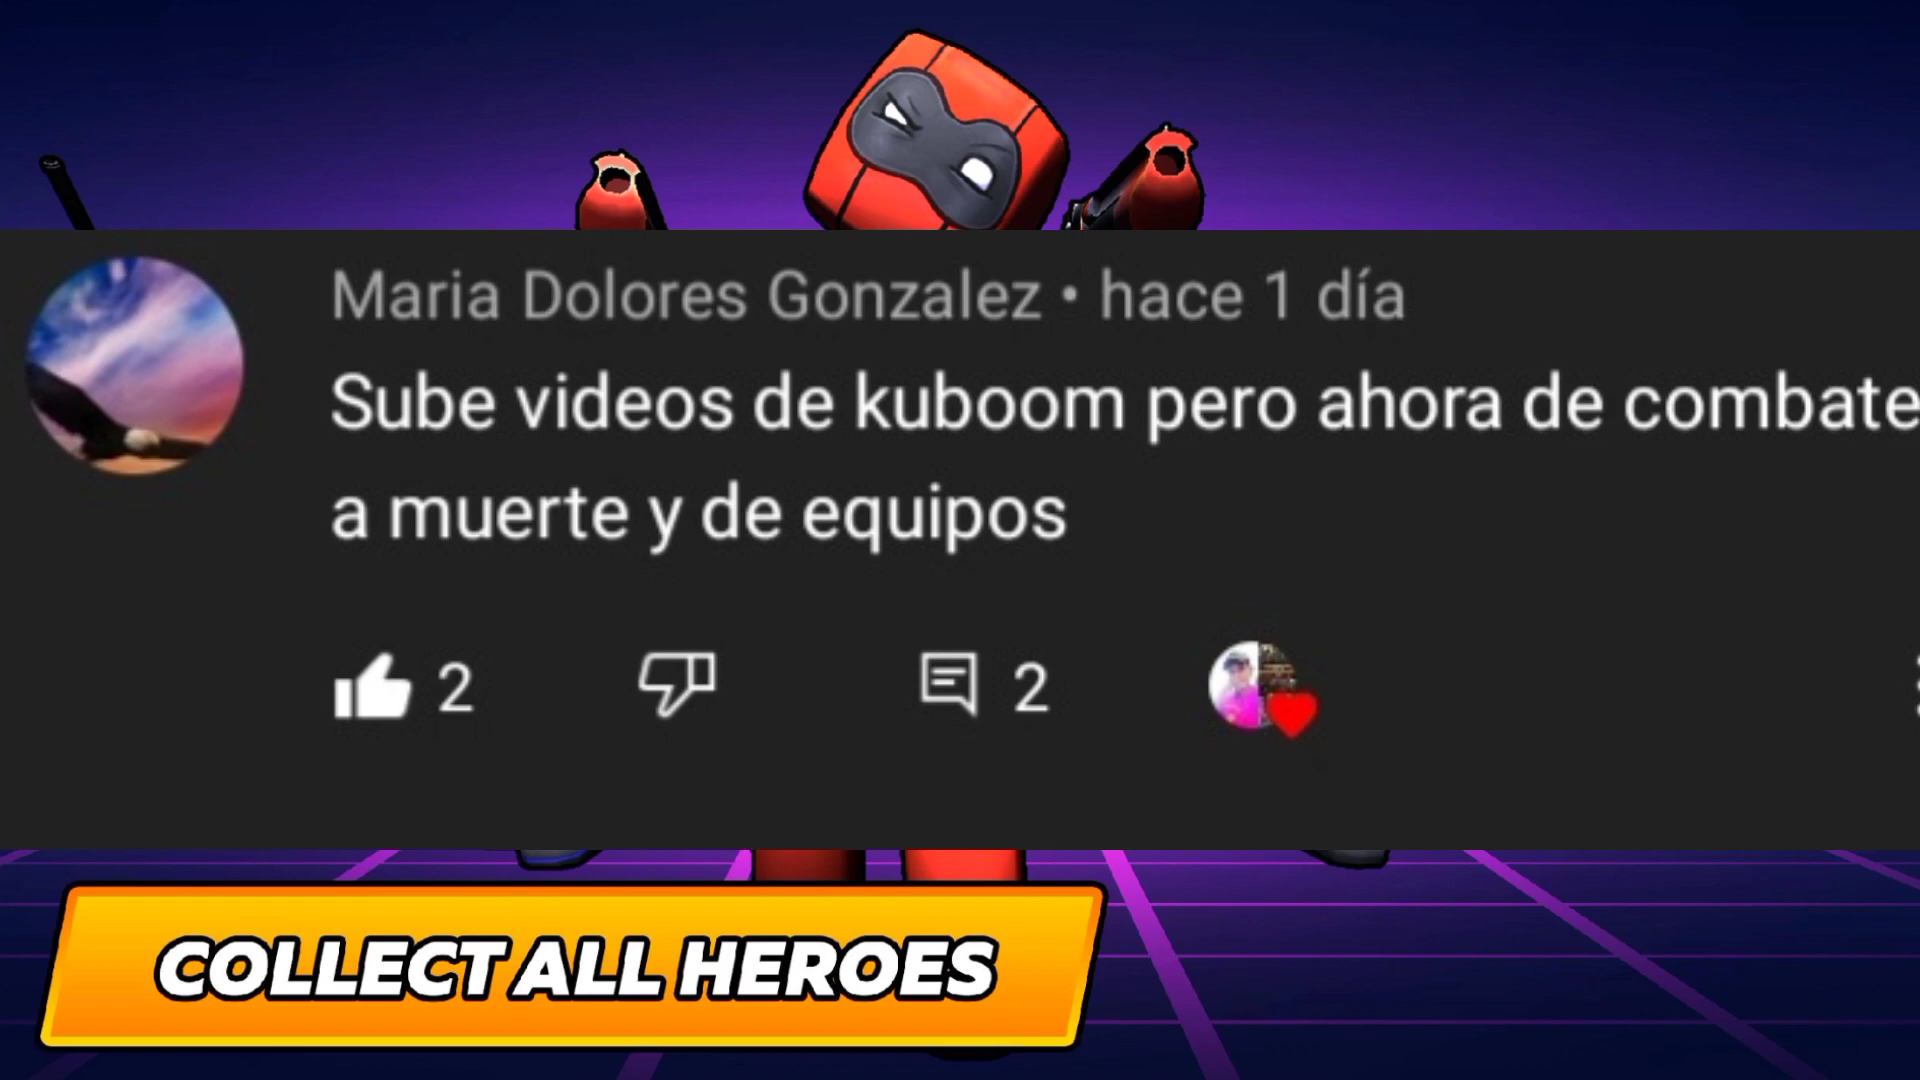 Maria Dolores Gonzalez • hace 1 día
Sube videos de kuboom pero ahora de combate
a muerte y de equipos
2
2
COLLECT ALL HEROES